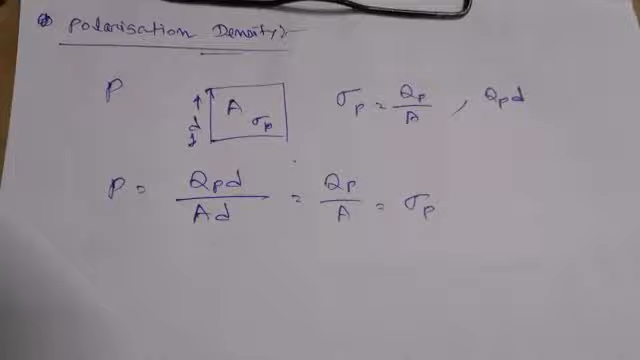 Polarisation Density:-
P
A
d
σp
σp = Qp/A , Qpd
P = Qpd/Ad = Qp/A = σp